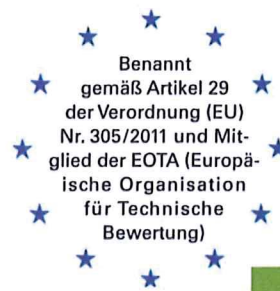 Benannt
gemäß Artikel 29
der Verordnung (EU)
Nr. 305/2011 und Mit-
glied der EOTA (Europä-
ische Organisation
für Technische
Bewertung)